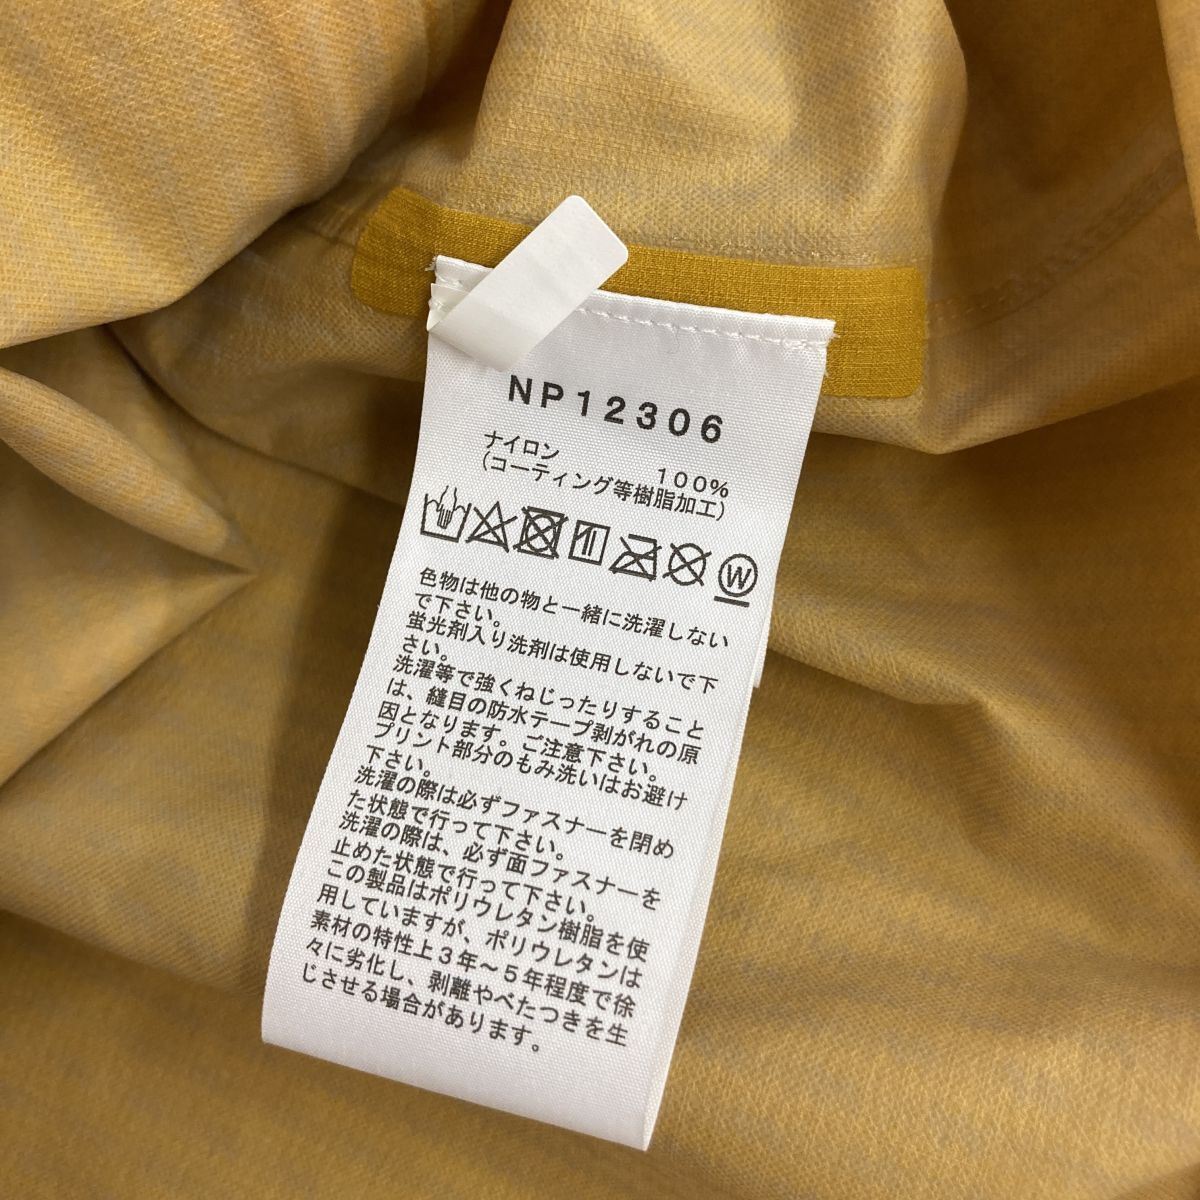 NP12306
ナイロン 100%
(コーティング等樹脂加工)
W
色物は他の物と一緒に洗濯しない
で下さい。
蛍光剤入り洗剤は使用しないで下
さい。
洗濯等で強くねじったりすること
は、縫目の防水テープ剥がれの原
因となります。ご注意下さい。
プリント部分のもみ洗いはお避け
下さい。
洗濯の際は必ずファスナーを閉め
た状態で行って下さい。
洗濯の際は、必ず面ファスナーを
止めた状態で行って下さい。
この製品はポリウレタン樹脂を使
用していますが、ポリウレタンは
素材の特性上3年～5年程度で徐
々に劣化し、剥離やべたつきを生
じさせる場合があります。